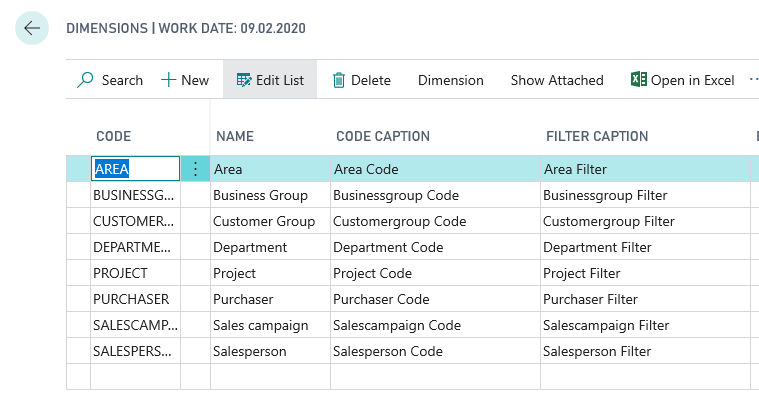 DIMENSIONS | WORK DATE: 09.02.2020
Search New Edit List Delete Dimension Show Attached Open in Excel ··
CODE NAME CODE CAPTION FILTER CAPTION
AREA Area Area Code Area Filter
BUSINESSG... Business Group Businessgroup Code Businessgroup Filter
CUSTOMER... Customer Group Customergroup Code Customergroup Filter
DEPARTME... Department Department Code Department Filter
PROJECT Project Project Code Project Filter
PURCHASER Purchaser Purchaser Code Purchaser Filter
SALESCAMP... Sales campaign Salescampaign Code Salescampaign Filter
SALESPERS... Salesperson Salesperson Code Salesperson Filter